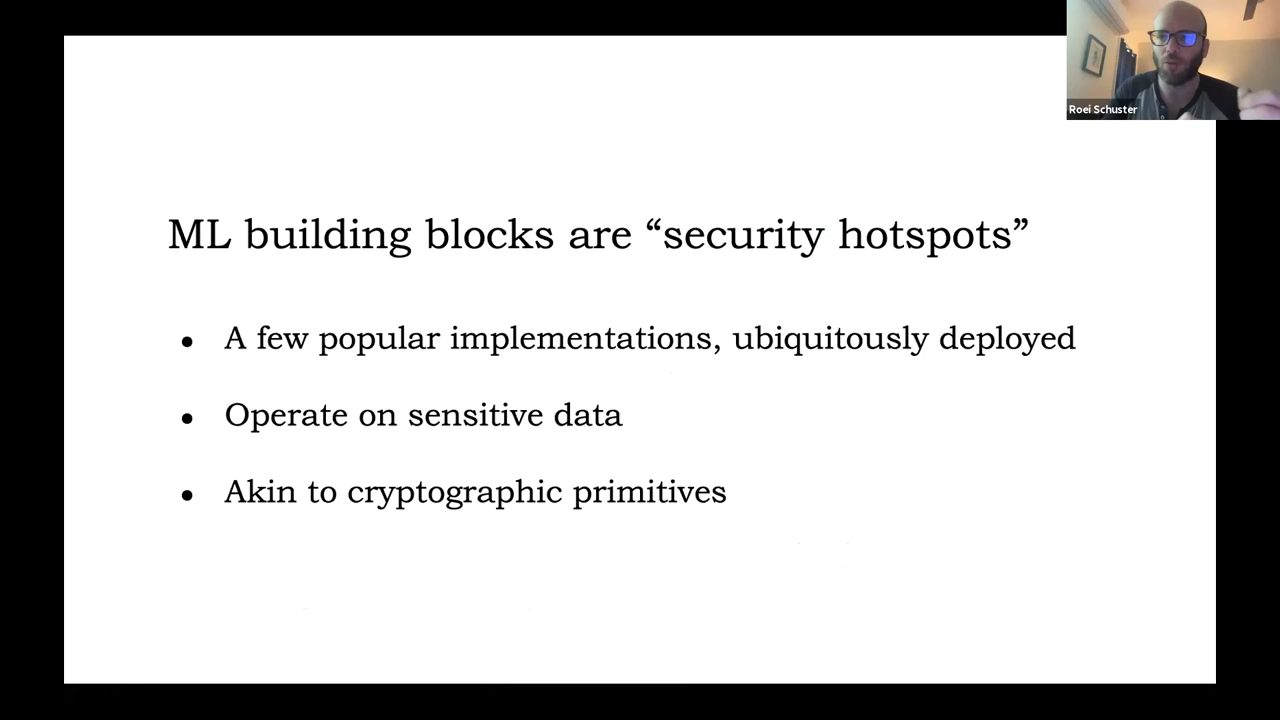 Roei Schuster
ML building blocks are “security hotspots”
● A few popular implementations, ubiquitously deployed
● Operate on sensitive data
● Akin to cryptographic primitives